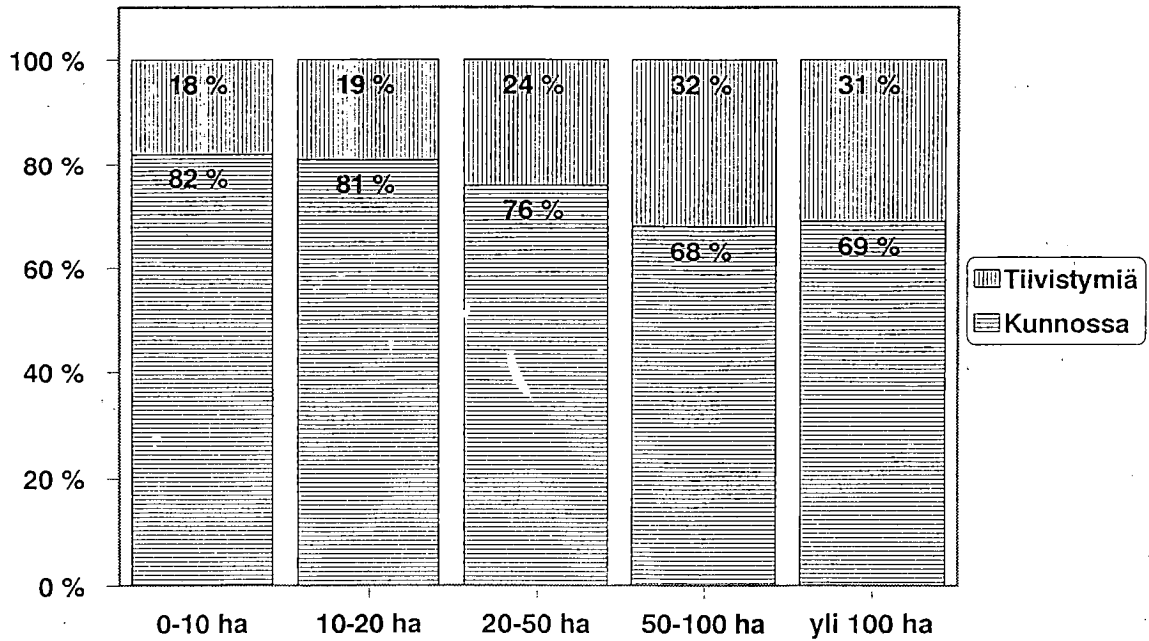 100 %
80 %
60 %
40 %
20 %
0 %
18 % 19 % 24 % 32 % 31 %
82 % 81 % 76 % 68 % 69 %
Tiivistymiä
Kunnossa
0-10 ha 10-20 ha 20-50 ha 50-100 ha yli 100 ha